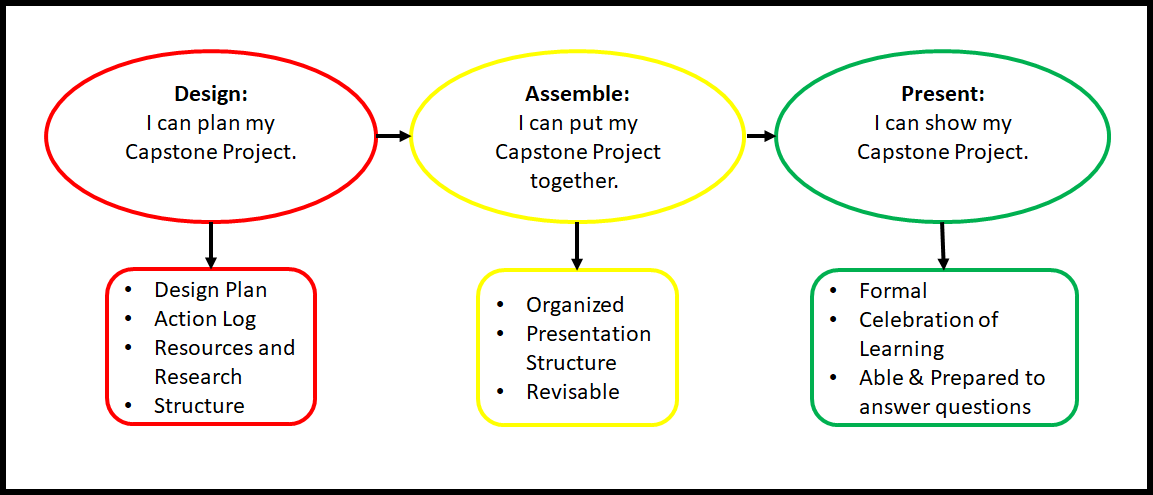 Design:
I can plan my
Capstone Project.
Assemble:
I can put my
Capstone Project
together.
Present:
I can show my
Capstone Project.
• Design Plan
• Action Log
• Resources and
Research
• Structure
• Organized
• Presentation
Structure
• Revisable
• Formal
• Celebration of
Learning
• Able & Prepared to
answer questions